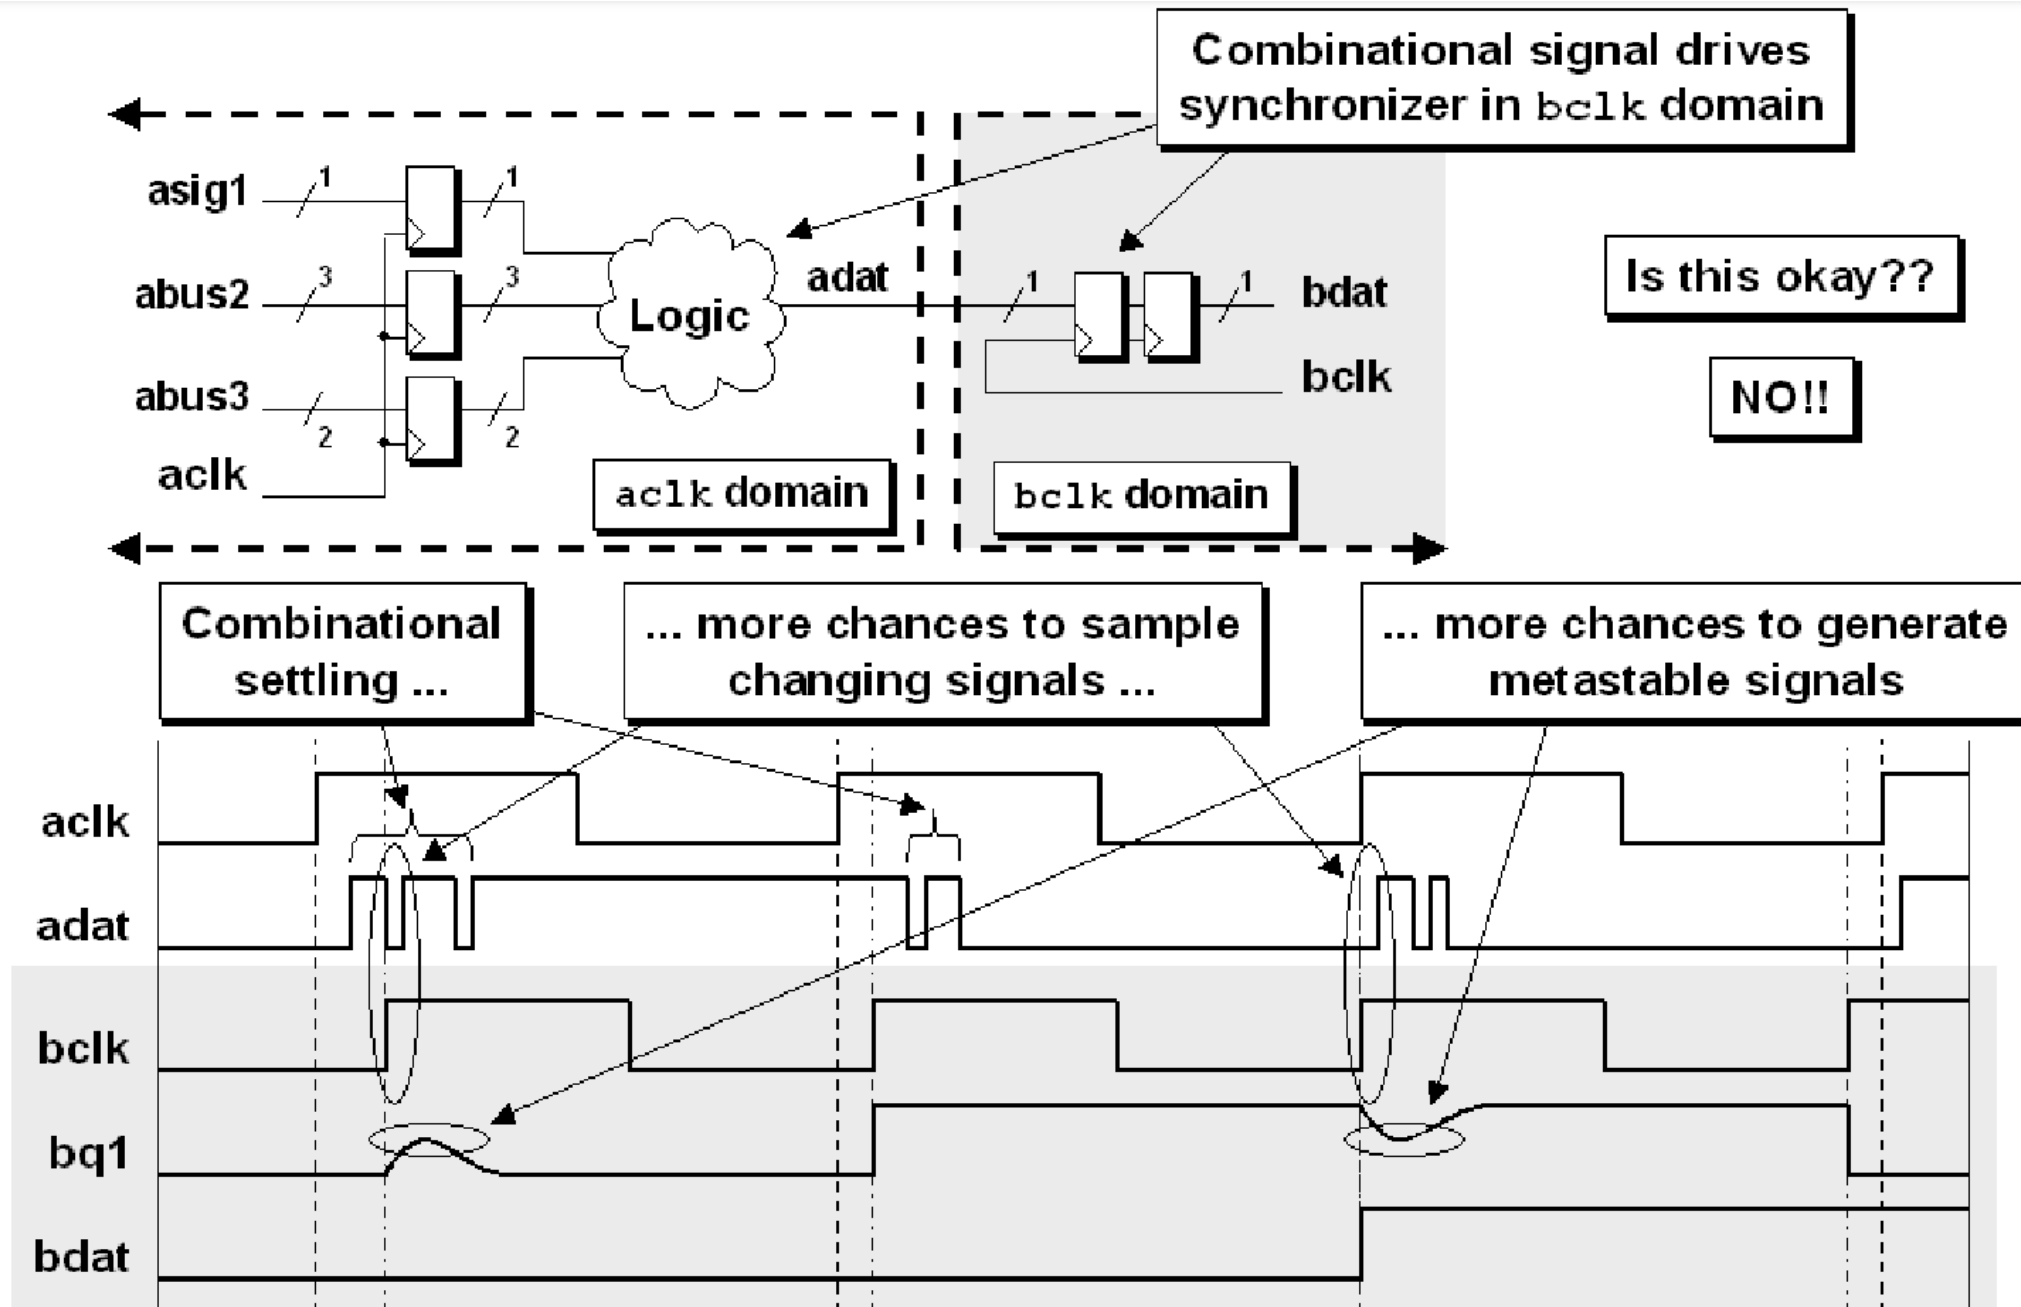 Combinational signal drives
synchronizer in bclk domain
asig1
1
1
abus2
3
3
Logic
adat
1
1
bdat
Is this okay??
abus3
2
2
bclk
NO!!
aclk
aclk domain
bclk domain
Combinational
settling ...
... more chances to sample
changing signals ...
... more chances to generate
metastable signals
aclk
adat
bclk
bq1
bdat